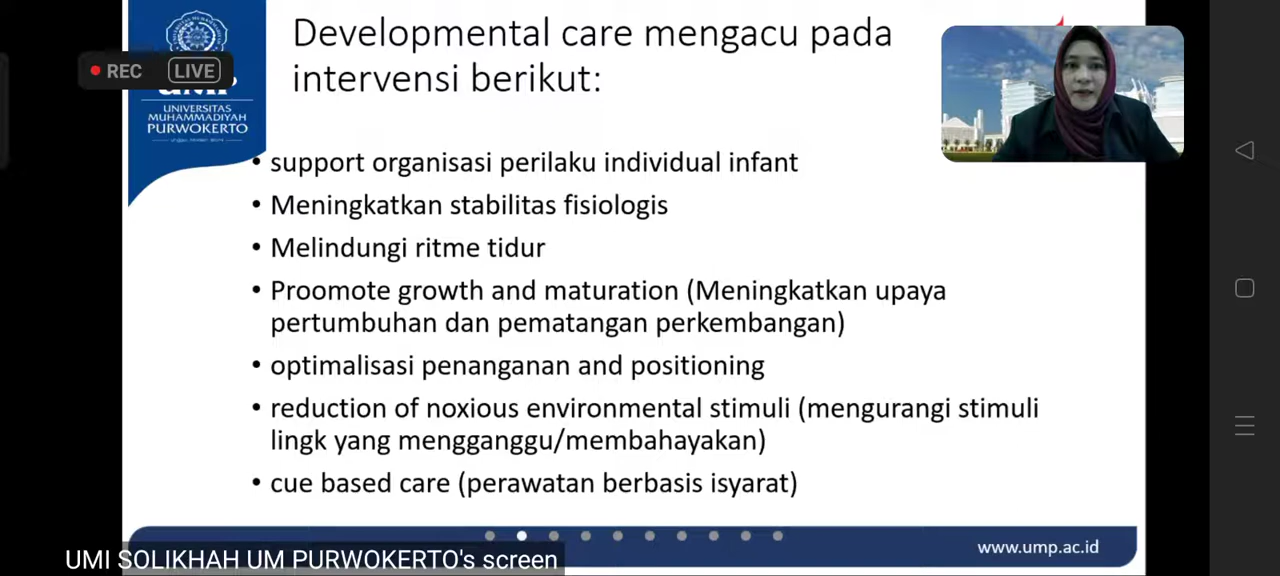 Developmental care mengacu pada
intervensi berikut:
REC LIVE
UNIVERSITAS
MUHAMMADIYAH
PURWOKERTO
• support organisasi perilaku individual infant
• Meningkatkan stabilitas fisiologis
• Melindungi ritme tidur
• Proomote growth and maturation (Meningkatkan upaya
pertumbuhan dan pematangan perkembangan)
• optimalisasi penanganan and positioning
• reduction of noxious environmental stimuli (mengurangi stimuli
lingk yang mengganggu/membahayakan)
• cue based care (perawatan berbasis isyarat)
www.ump.ac.id
UMI SOLIKHAH UM PURWOKERTO's screen